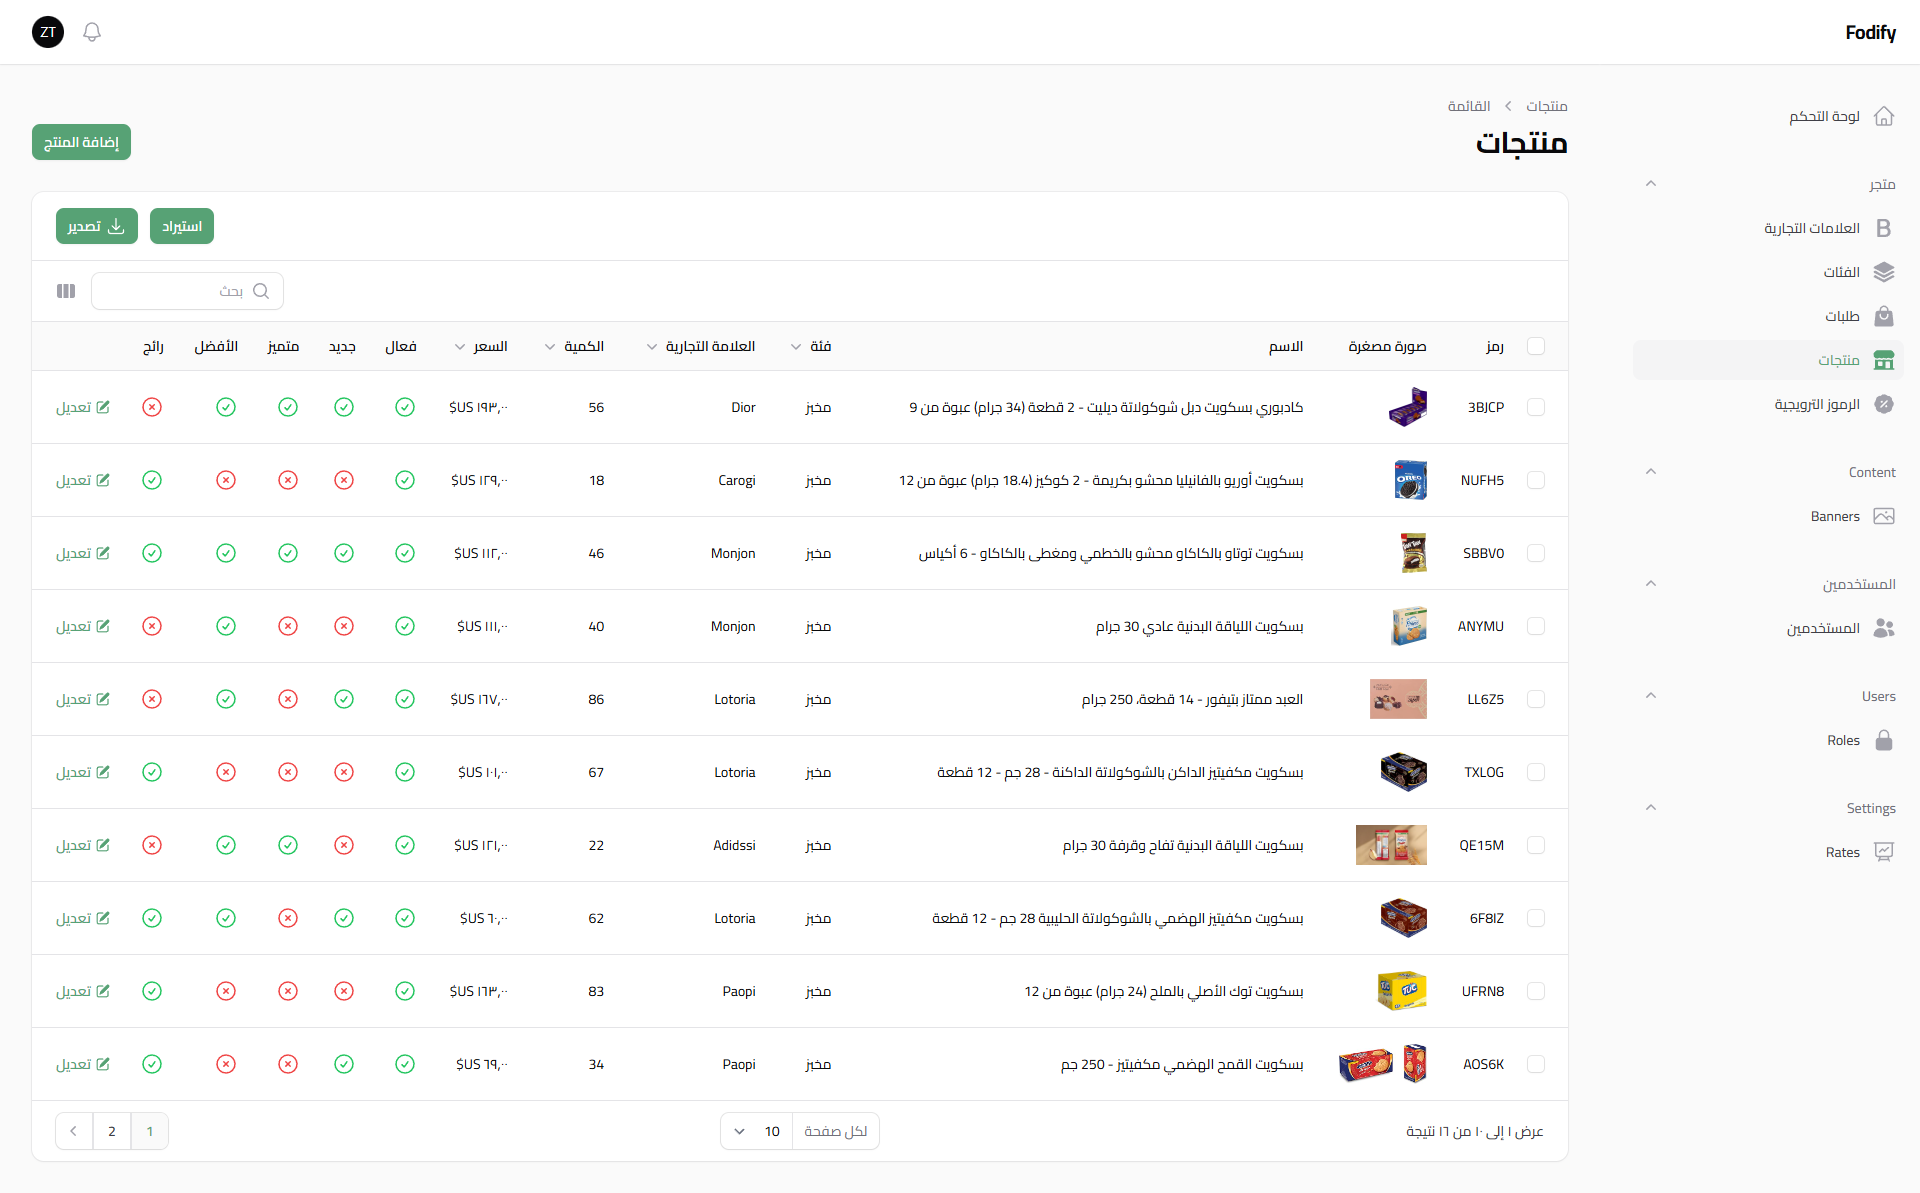 Fodify
ZT
لوحة التحكم
متجر
العلامات التجارية
الفئات
طلبات
منتجات
الرموز الترويجية
Content
Banners
المستخدمين
المستخدمين
Users
Roles
Settings
Rates
منتجات القائمة
منتجات
إضافة المنتج
استيراد تصدير
بحث
رمز صورة مصغرة الاسم فئة العلامة التجارية الكمية السعر فعال جديد متميز الأفضل رائج
3BJCP كادبوري بسكويت دبل شوكولاتة ديليت - 2 قطعة (34 جرام) عبوة من 9 مخبز Dior 56 ١٩٣,٠٠ US$ تعديل
NUFH5 OREO بسكويت أوريو بالفانيليا محشو بكريمة - 2 كوكيز (18.4 جرام) عبوة من 12 مخبز Carogi 18 ١٢٩,٠٠ US$ تعديل
SBBV0 بسكويت توتاو بالكاكاو محشو بالخطمي ومغطى بالكاكاو - 6 أكياس مخبز Monjon 46 ١١٢,٠٠ US$ تعديل
ANYMU بسكويت اللياقة البدنية عادي 30 جرام مخبز Monjon 40 ١١١,٠٠ US$ تعديل
LL6Z5 العبد ممتاز بتيفور - 14 قطعة، 250 جرام مخبز Lotoria 86 ١٦٧,٠٠ US$ تعديل
TXLOG بسكويت مكفيتيز الداكن بالشوكولاتة الداكنة - 28 جم - 12 قطعة مخبز Lotoria 67 ١٠١,٠٠ US$ تعديل
QE15M بسكويت اللياقة البدنية تفاح وقرفة 30 جرام مخبز Adidssi 22 ١٢١,٠٠ US$ تعديل
6F8IZ بسكويت مكفيتيز الهضمي بالشوكولاتة الحليبية 28 جم - 12 قطعة مخبز Lotoria 62 ٦٠,٠٠ US$ تعديل
UFRN8 TUC بسكويت توك الأصلي بالملح (24 جرام) عبوة من 12 مخبز Paopi 83 ١٦٣,٠٠ US$ تعديل
AOS6K بسكويت القمح الهضمي مكفيتيز - 250 جم مخبز Paopi 34 ٦٩,٠٠ US$ تعديل
عرض ١ إلى ١٠ من ١٦ نتيجة
لكل صفحة 10
1 2